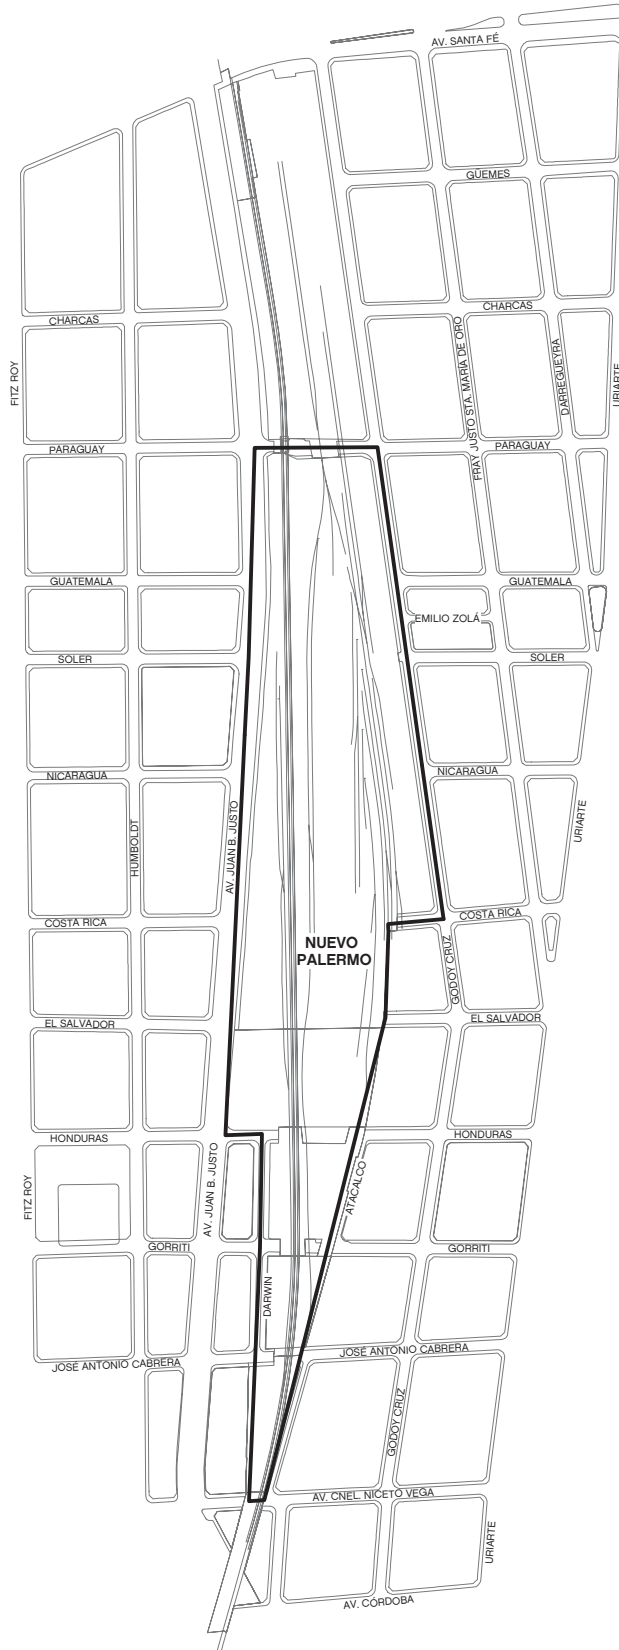 AV. SANTA FÉ
GÜEMES
CHARCAS
CHARCAS
FITZ ROY
FRAY JUSTO STA. MARIA DE ORO
DARREGUEYRA
URIARTE
PARAGUAY
PARAGUAY
GUATEMALA
GUATEMALA
EMILIO ZOLÁ
SOLER
SOLER
NICARAGUA
NICARAGUA
HUMBOLDT
AV. JUAN B. JUSTO
URIARTE
COSTA RICA
COSTA RICA
NUEVO
PALERMO
GODOY CRUZ
EL SALVADOR
EL SALVADOR
HONDURAS
HONDURAS
FITZ ROY
AV. JUAN B. JUSTO
ATACALCO
GORRITI
GORRITI
DARWIN
JOSÉ ANTONIO CABRERA
JOSÉ ANTONIO CABRERA
GODOY CRUZ
AV. CNEL. NICETO VEGA
URIARTE
AV. CÓRDOBA